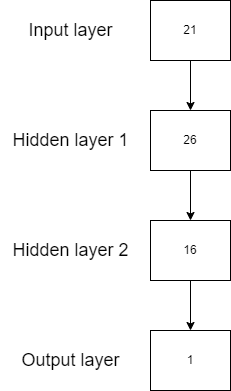 Input layer 21
Hidden layer 1 26
Hidden layer 2 16
Output layer 1